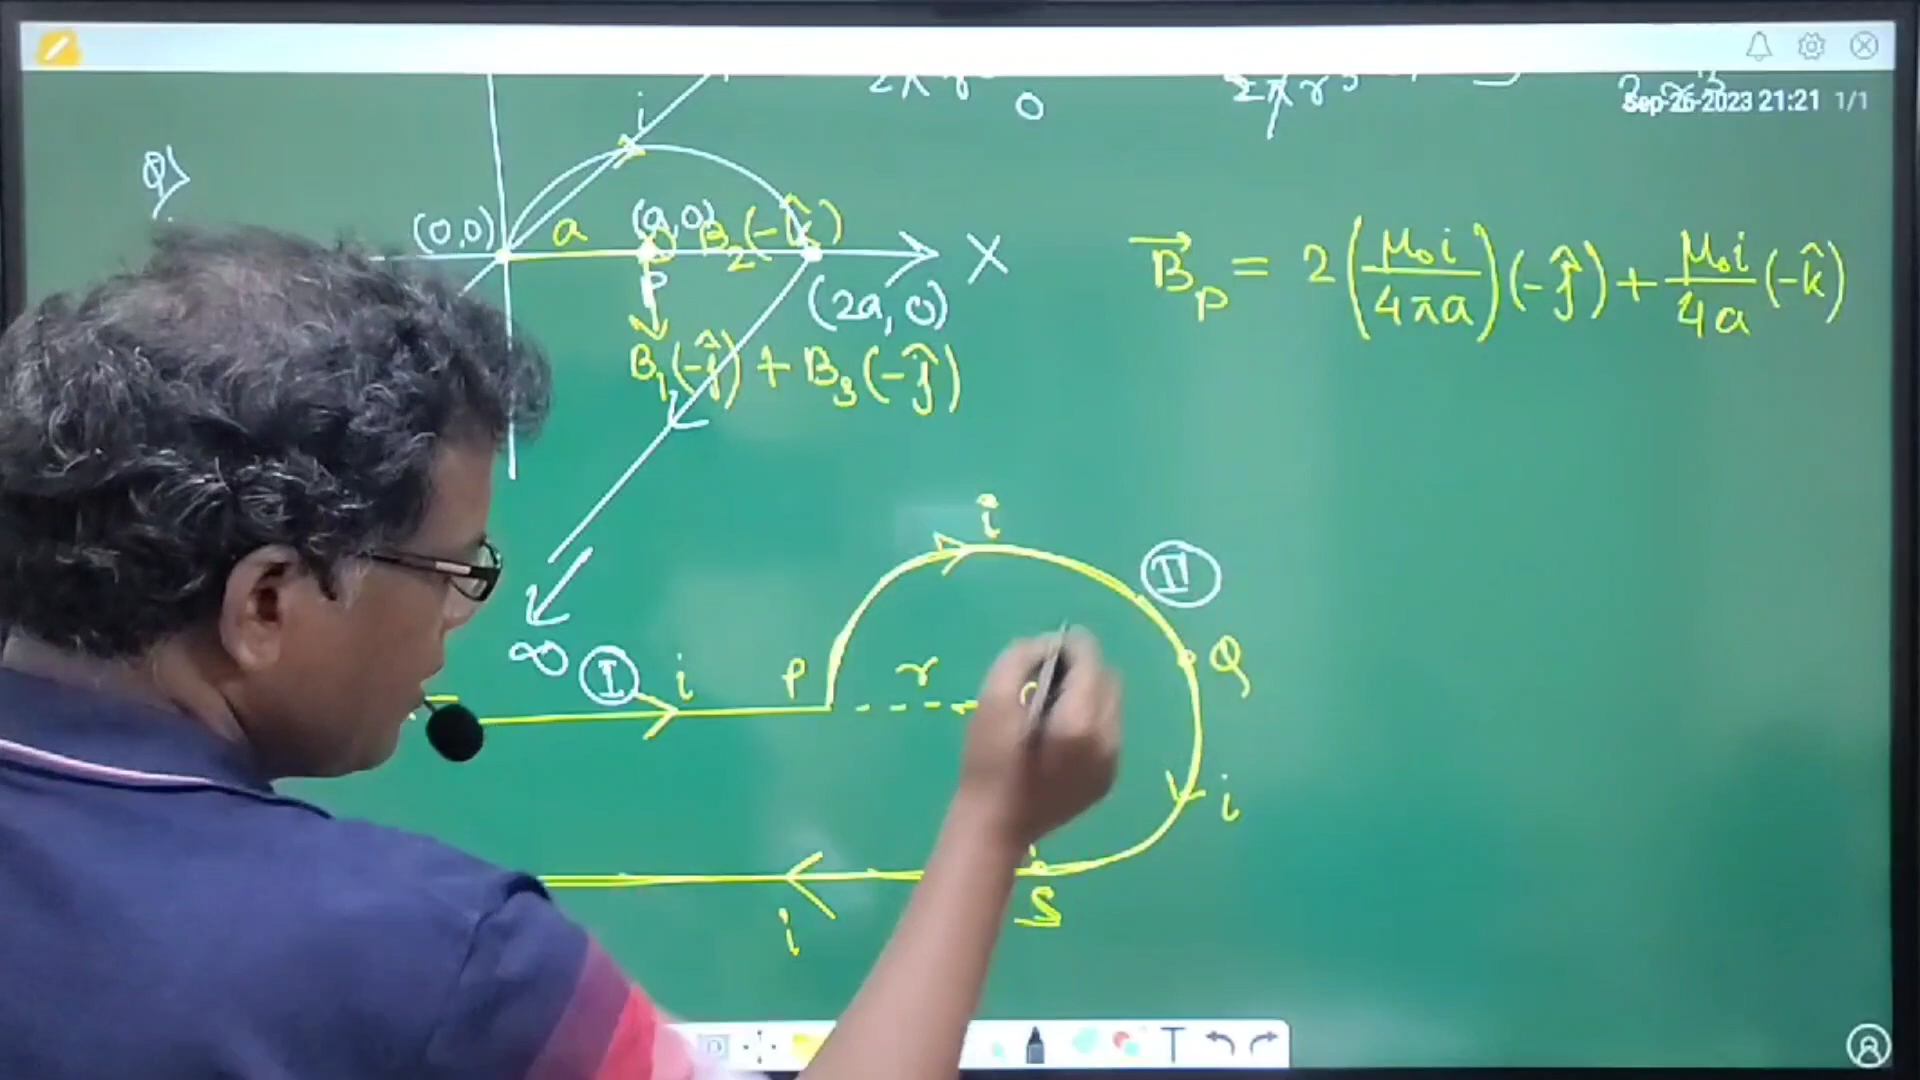 Sep-26-2023 21:21 1/1
0
i
Q)
(0,0) a (a,0) B₂(-k̂) X
P (2a, 0)
B₁(-ĵ) + B₃(-ĵ)
B⃗ₚ = 2(μ₀i/4πa)(-ĵ) + μ₀i/4a(-k̂)
i
II
∞ I i P r Q
i
S
i
T